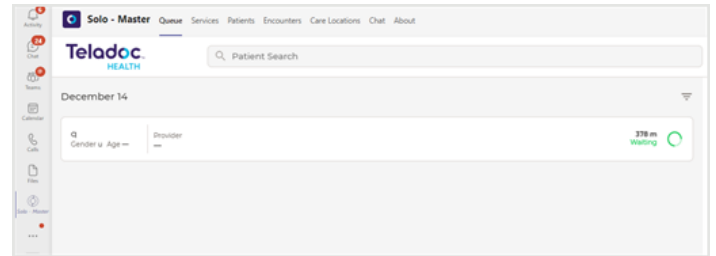 Activity
Chat
24
Teams
Calendar
Calls
Files
Solo - Master
...
Solo - Master Queue Services Patients Encounters Care Locations Chat About
Teladoc.
HEALTH
Patient Search
December 14
q
Gender u Age —
Provider
—
378 m
Waiting